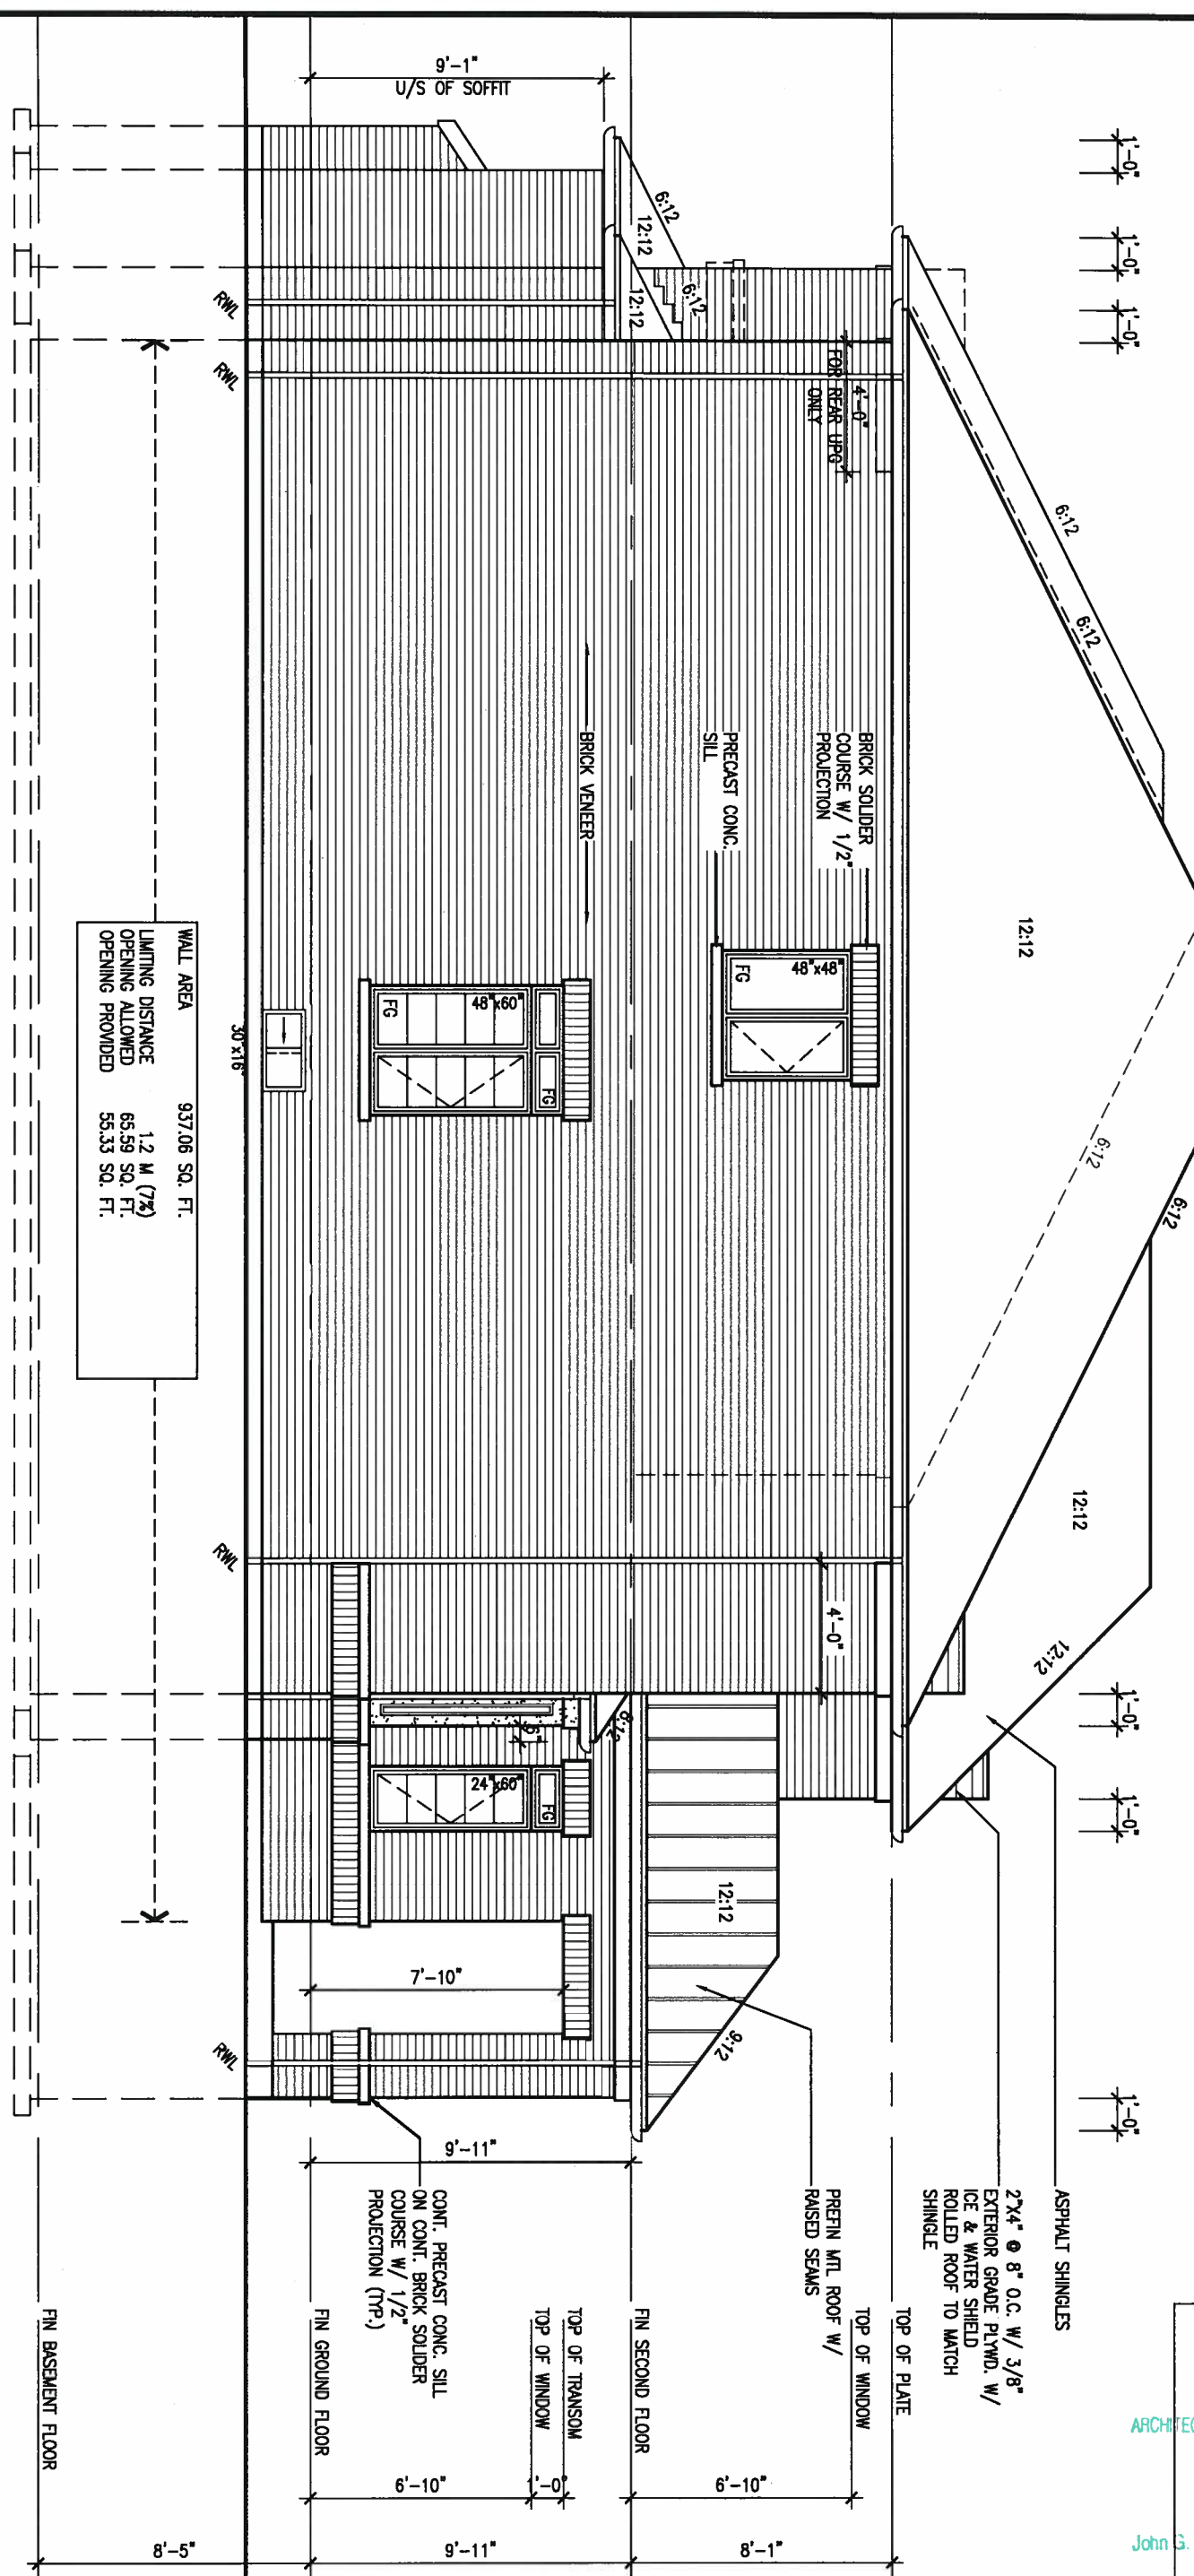 9'-1"
U/S OF SOFFIT
1'-0"
1'-0"
1'-0"
6:12
12:12
6:12
12:12
RWL
RWL
4'-0"
FOR REAR UPG
ONLY
6:12
6:12
12:12
6:12
6:12
12:12
12:12
BRICK SOLIDER
COURSE W/ 1/2"
PROJECTION
PRECAST CONC.
SILL
BRICK VENEER
48"x48"
FG
48"x60"
FG
FG
30"x16"
WALL AREA 937.06 SQ. FT.
LIMITING DISTANCE 1.2 M (7%)
OPENING ALLOWED 65.59 SQ. FT.
OPENING PROVIDED 55.33 SQ. FT.
RWL
4'-0"
1'-0"
1'-0"
1'-0"
6"
6:12
24"x60"
FG
12:12
9:12
7'-10"
RWL
9'-11"
ASPHALT SHINGLES
2"X4" @ 8" O.C. W/ 3/8"
EXTERIOR GRADE PLYWD. W/
ICE & WATER SHIELD
ROLLED ROOF TO MATCH
SHINGLE
PREFIN MTL ROOF W/
RAISED SEAMS
CONT. PRECAST CONC. SILL
ON CONT. BRICK SOLIDER
COURSE W/ 1/2"
PROJECTION (TYP.)
TOP OF PLATE
TOP OF WINDOW
FIN SECOND FLOOR
TOP OF TRANSOM
TOP OF WINDOW
FIN GROUND FLOOR
FIN BASEMENT FLOOR
6'-10"
1'-0"
6'-10"
8'-5"
9'-11"
8'-1"
John G.